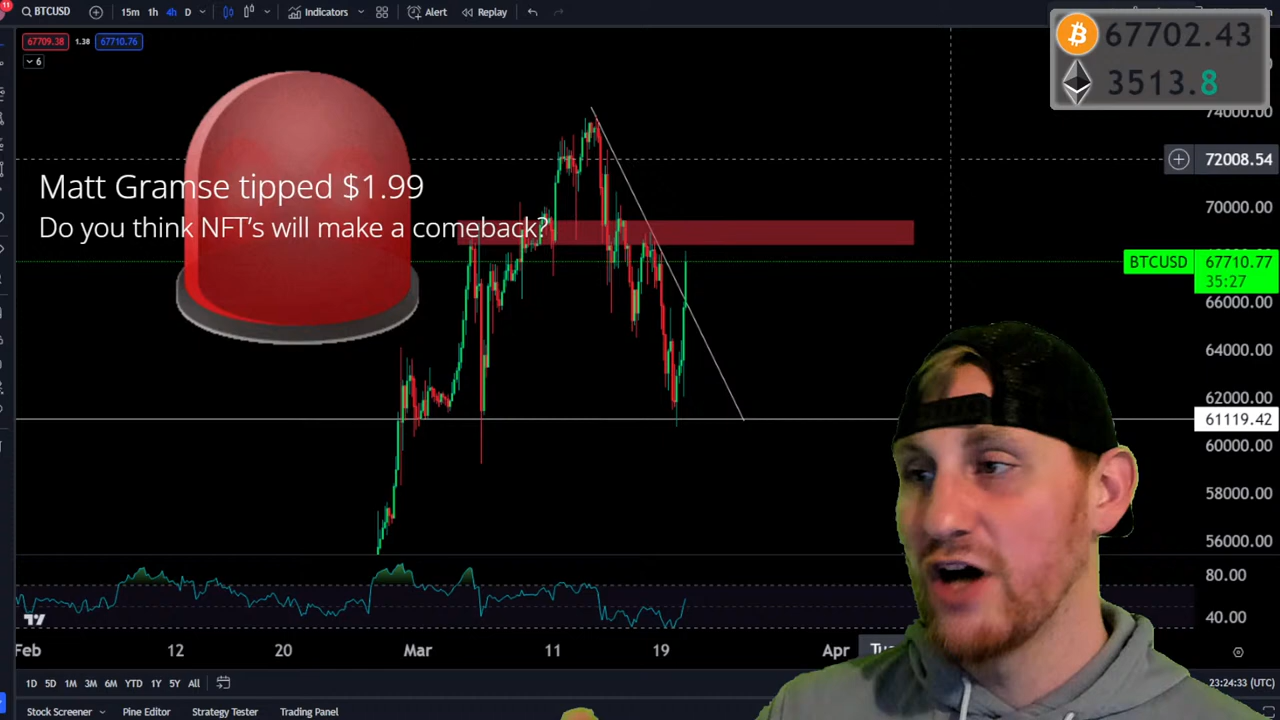 11
BTCUSD
15m 1h 4h D
Indicators
Alert
Replay
67709.38 1.38 67710.76
6
67702.43
3513.8
Matt Gramse tipped $1.99
Do you think NFT's will make a comeback?
74000.00
72008.54
70000.00
BTCUSD 67710.77
35:27
66000.00
64000.00
62000.00
61119.42
60000.00
58000.00
56000.00
80.00
40.00
Feb 12 20 Mar 11 19 Apr Tu
1D 5D 1M 3M 6M YTD 1Y 5Y All
23:24:33 (UTC)
Stock Screener Pine Editor Strategy Tester Trading Panel